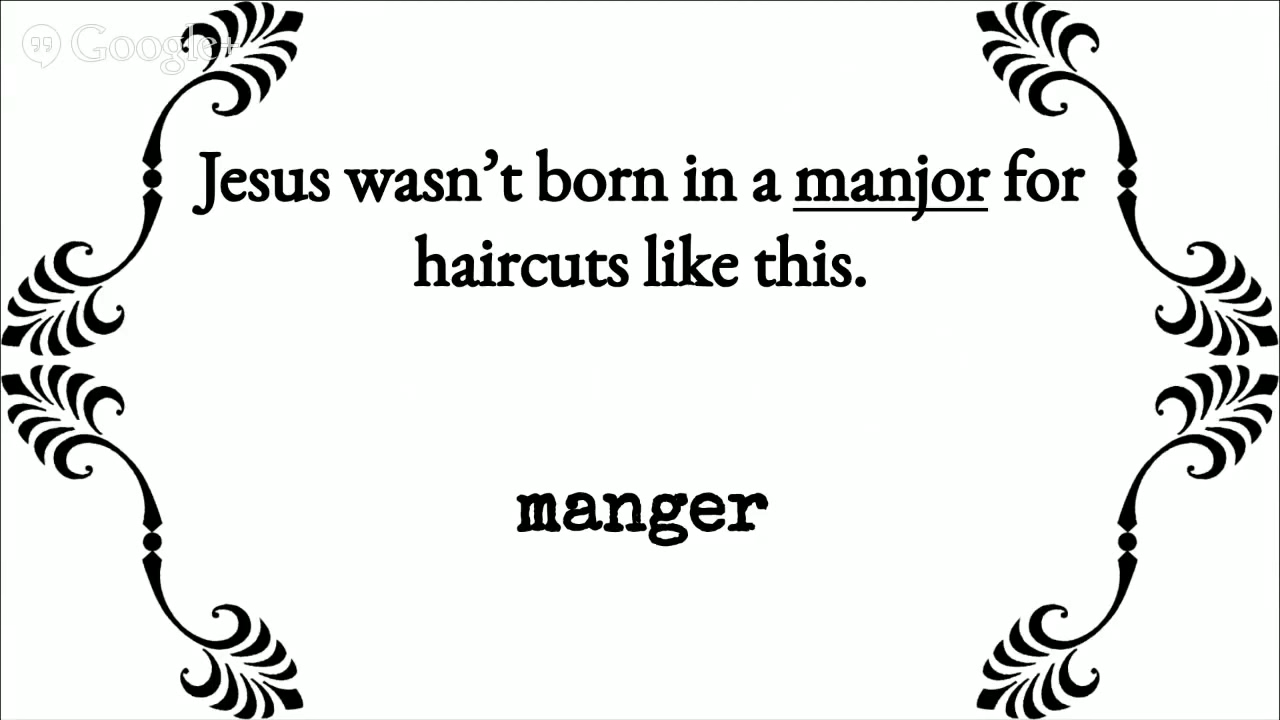 Google+
Jesus wasn’t born in a manjor for
haircuts like this.
manger